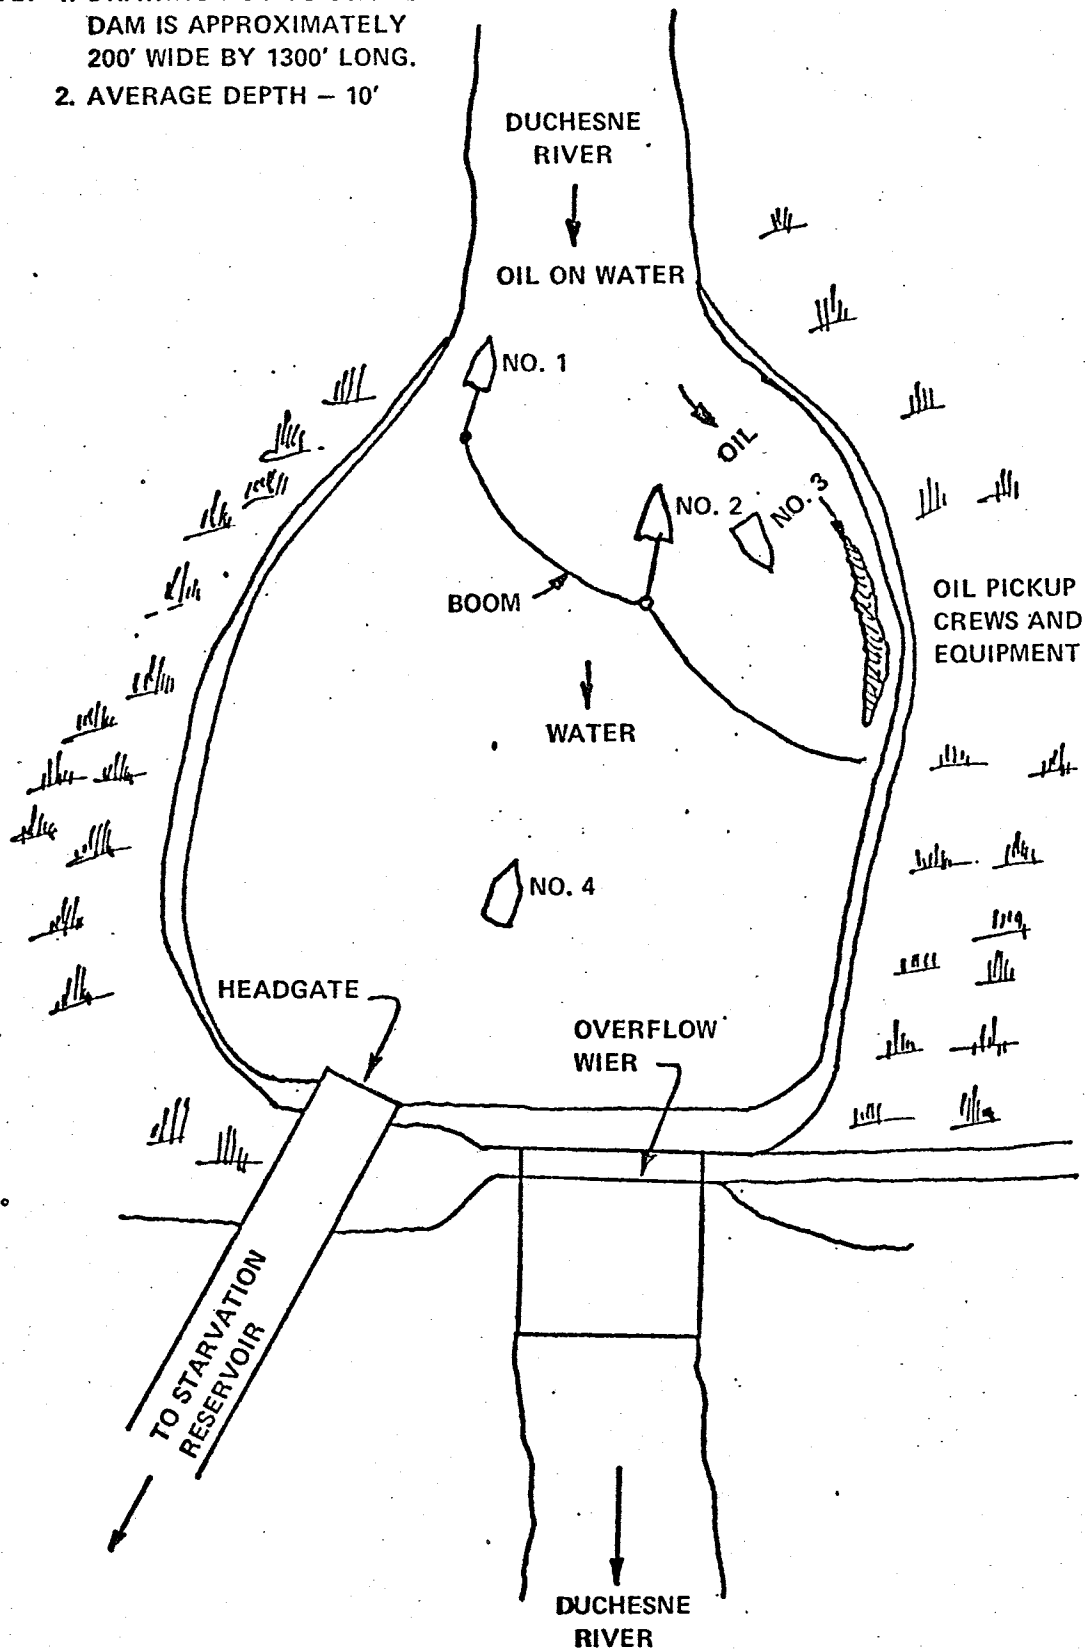 DAM IS APPROXIMATELY
200' WIDE BY 1300' LONG.
2. AVERAGE DEPTH – 10'
DUCHESNE
RIVER
OIL ON WATER
NO. 1
OIL
NO. 2
NO. 3
BOOM
OIL PICKUP
CREWS AND
EQUIPMENT
WATER
NO. 4
HEADGATE
OVERFLOW
WIER
TO STARVATION
RESERVOIR
DUCHESNE
RIVER